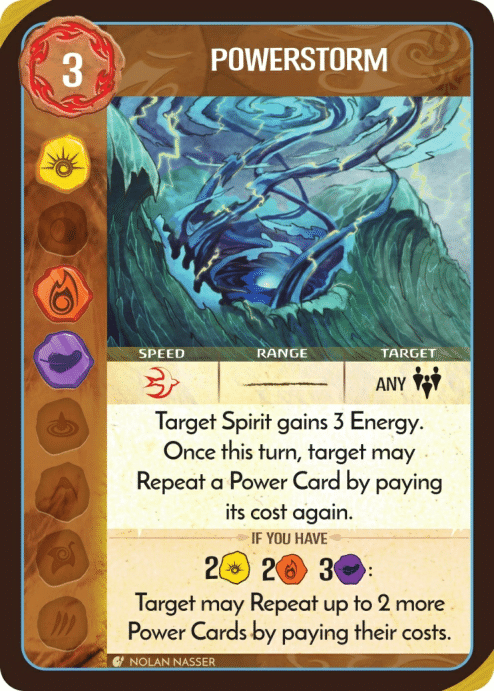 3
POWERSTORM
SPEED RANGE TARGET
ANY
Target Spirit gains 3 Energy.
Once this turn, target may
Repeat a Power Card by paying
its cost again.
IF YOU HAVE
2 2 3 :
Target may Repeat up to 2 more
Power Cards by paying their costs.
NOLAN NASSER